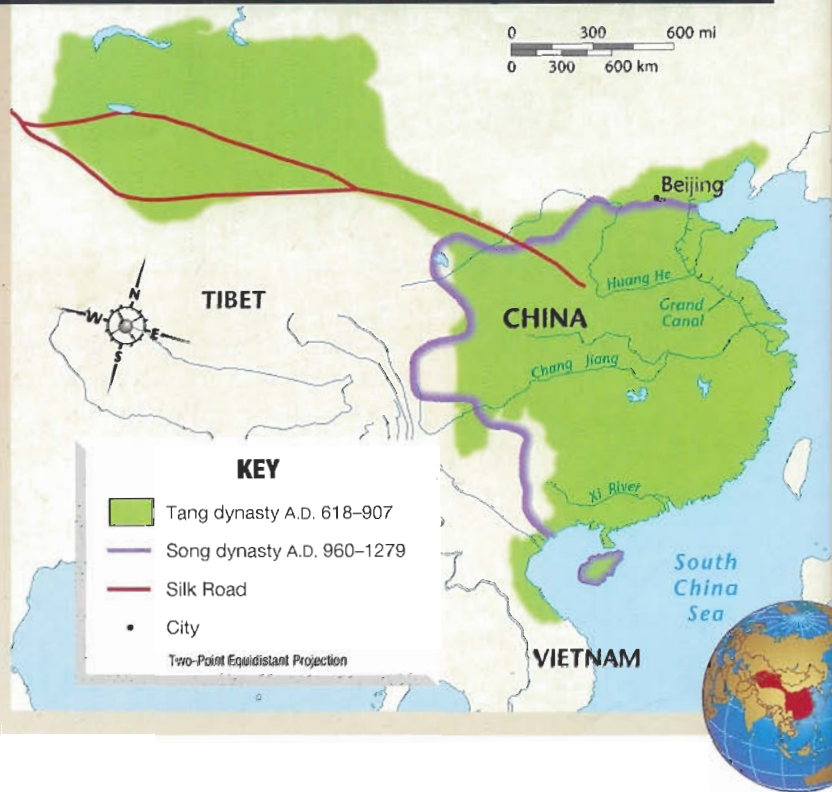 0 300 600 mi
0 300 600 km
Beijing
N
W
E
S
TIBET
Huang He
CHINA
Grand
Canal
Chang Jiang
KEY
Tang dynasty A.D. 618–907
Song dynasty A.D. 960–1279
Silk Road
City
Two-Point Equidistant Projection
Xi River
South
China
Sea
VIETNAM